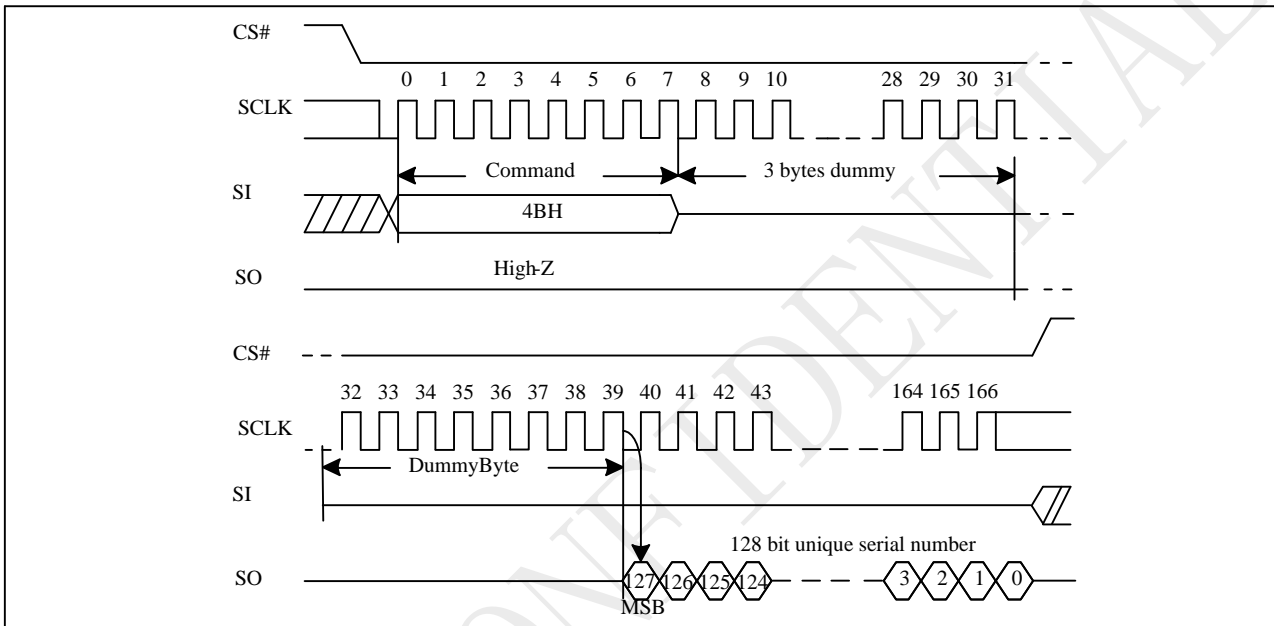 CS#
0 1 2 3 4 5 6 7 8 9 10 28 29 30 31
SCLK
Command 3 bytes dummy
SI
4BH
High-Z
SO
CS#
32 33 34 35 36 37 38 39 40 41 42 43 164 165 166
SCLK
DummyByte
SI
128 bit unique serial number
SO 127 126 125 124 3 2 1 0
MSB
ONFIDENTIAL